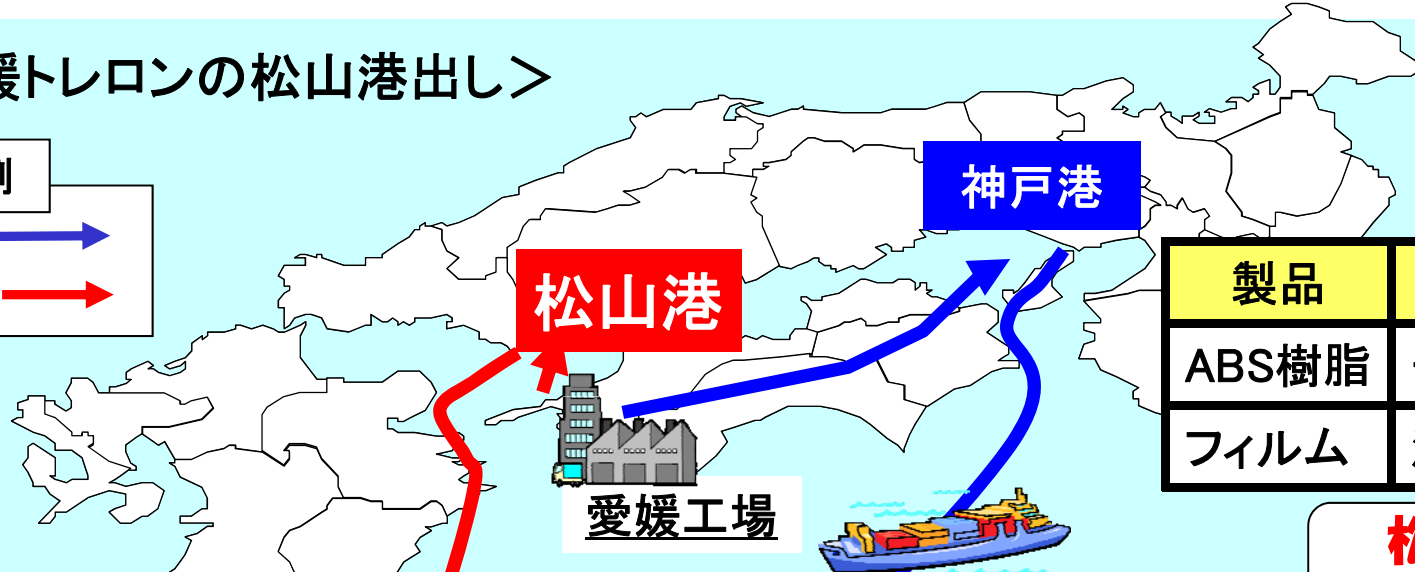 媛トレロンの松山港出し＞
例
神戸港
松山港
製品
ABS樹脂
フィルム
愛媛工場